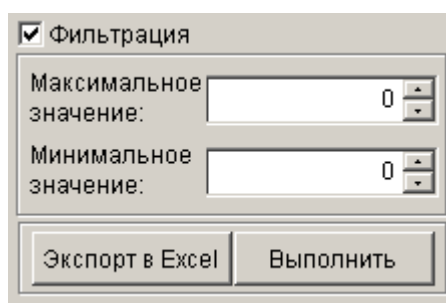 Фильтрация
Максимальное
значение:
0
Минимальное
значение:
0
Экспорт в Excel
Выполнить